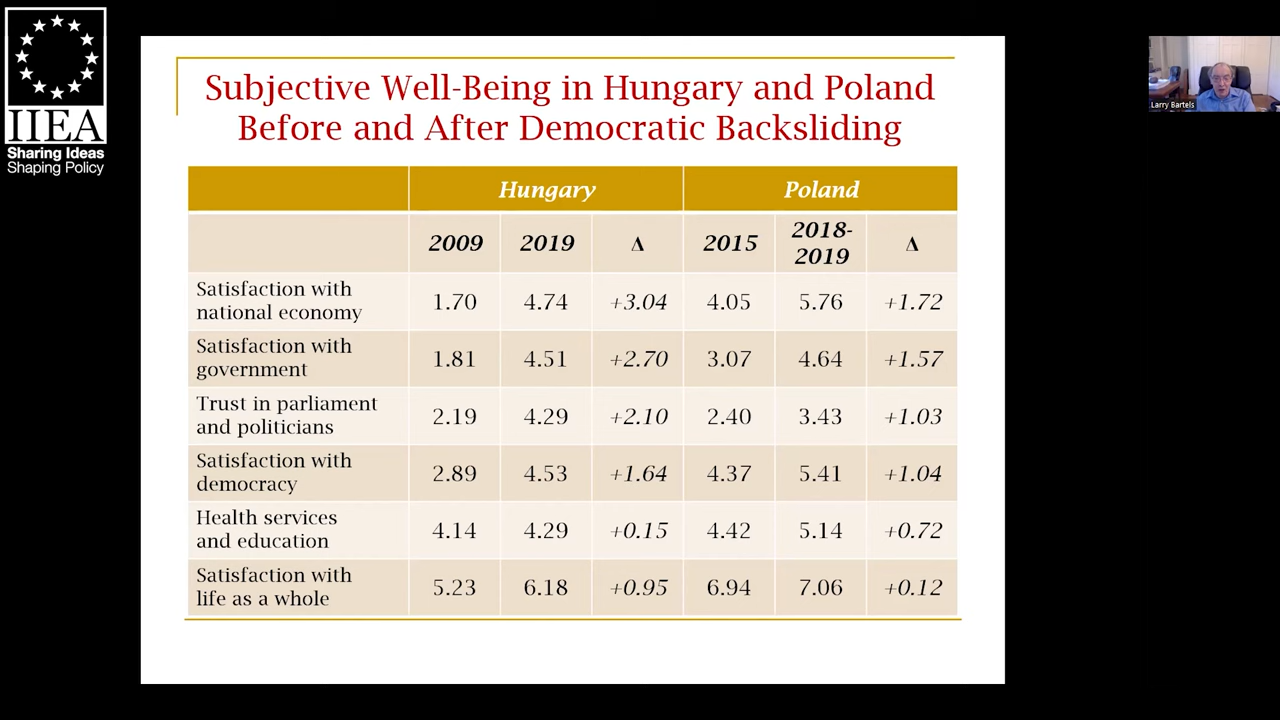 IIEA
Sharing Ideas
Shaping Policy
Subjective Well-Being in Hungary and Poland
Before and After Democratic Backsliding
Hungary Poland
2009 2019 Δ 2015 2018-
2019 Δ
Satisfaction with
national economy 1.70 4.74 +3.04 4.05 5.76 +1.72
Satisfaction with
government 1.81 4.51 +2.70 3.07 4.64 +1.57
Trust in parliament
and politicians 2.19 4.29 +2.10 2.40 3.43 +1.03
Satisfaction with
democracy 2.89 4.53 +1.64 4.37 5.41 +1.04
Health services
and education 4.14 4.29 +0.15 4.42 5.14 +0.72
Satisfaction with
life as a whole 5.23 6.18 +0.95 6.94 7.06 +0.12
Larry Bartels